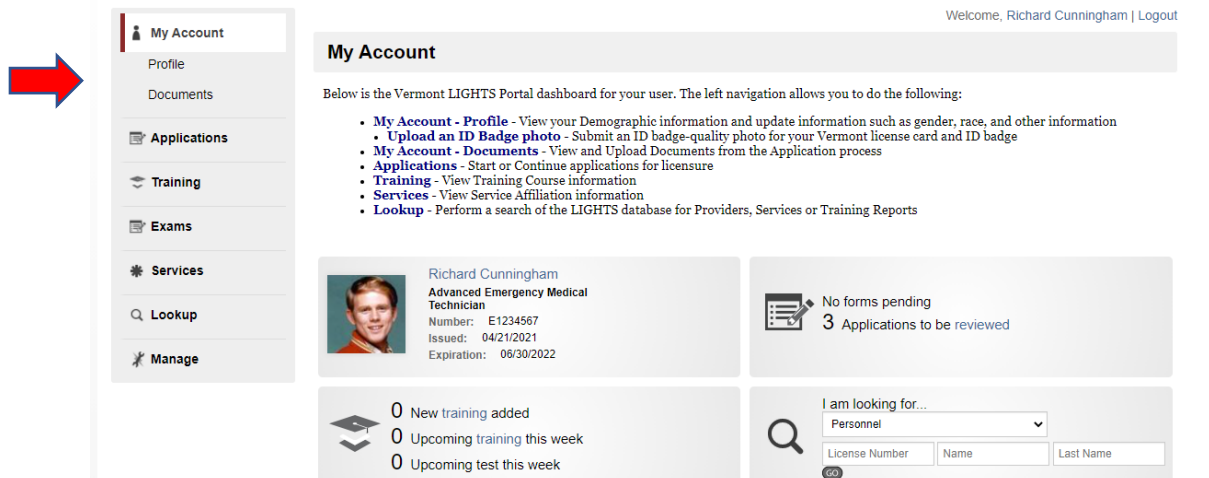 Welcome, Richard Cunningham | Logout
My Account
Profile
Documents
Applications
Training
Exams
Services
Lookup
Manage
My Account
Below is the Vermont LIGHTS Portal dashboard for your user. The left navigation allows you to do the following:
• My Account - Profile - View your Demographic information and update information such as gender, race, and other information
• Upload an ID Badge photo - Submit an ID badge-quality photo for your Vermont license card and ID badge
• My Account - Documents - View and Upload Documents from the Application process
• Applications - Start or Continue applications for licensure
• Training - View Training Course information
• Services - View Service Affiliation information
• Lookup - Perform a search of the LIGHTS database for Providers, Services or Training Reports
Richard Cunningham
Advanced Emergency Medical
Technician
Number: E1234567
Issued: 04/21/2021
Expiration: 06/30/2022
No forms pending
3 Applications to be reviewed
0 New training added
0 Upcoming training this week
0 Upcoming test this week
I am looking for...
Personnel
License Number Name Last Name
GO